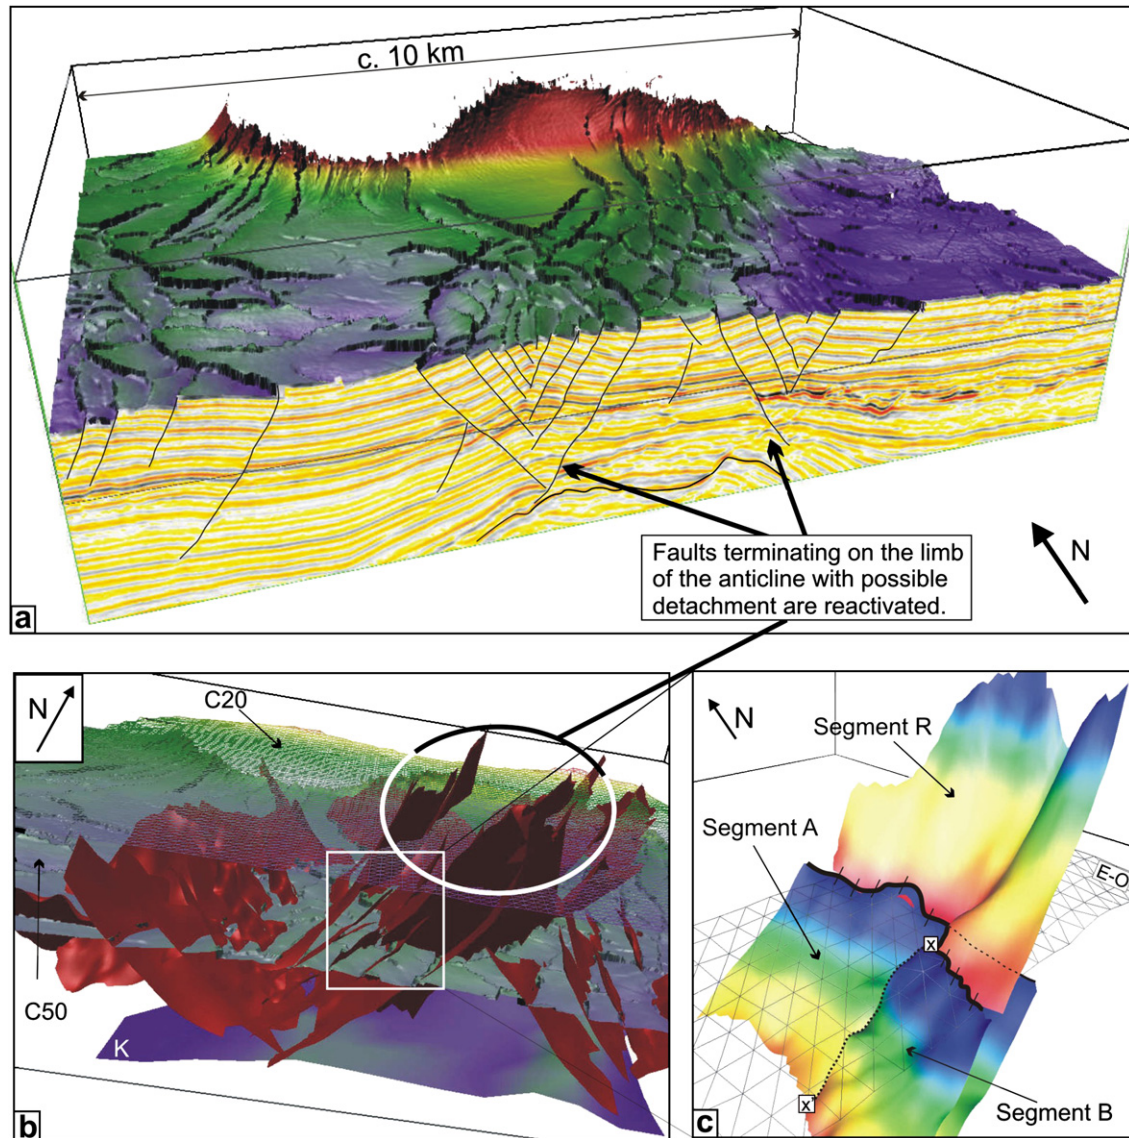 c. 10 km
Faults terminating on the limb
of the anticline with possible
detachment are reactivated.
N
a
N
C20
C50
K
b
N
Segment R
Segment A
E-O
x
x
Segment B
c